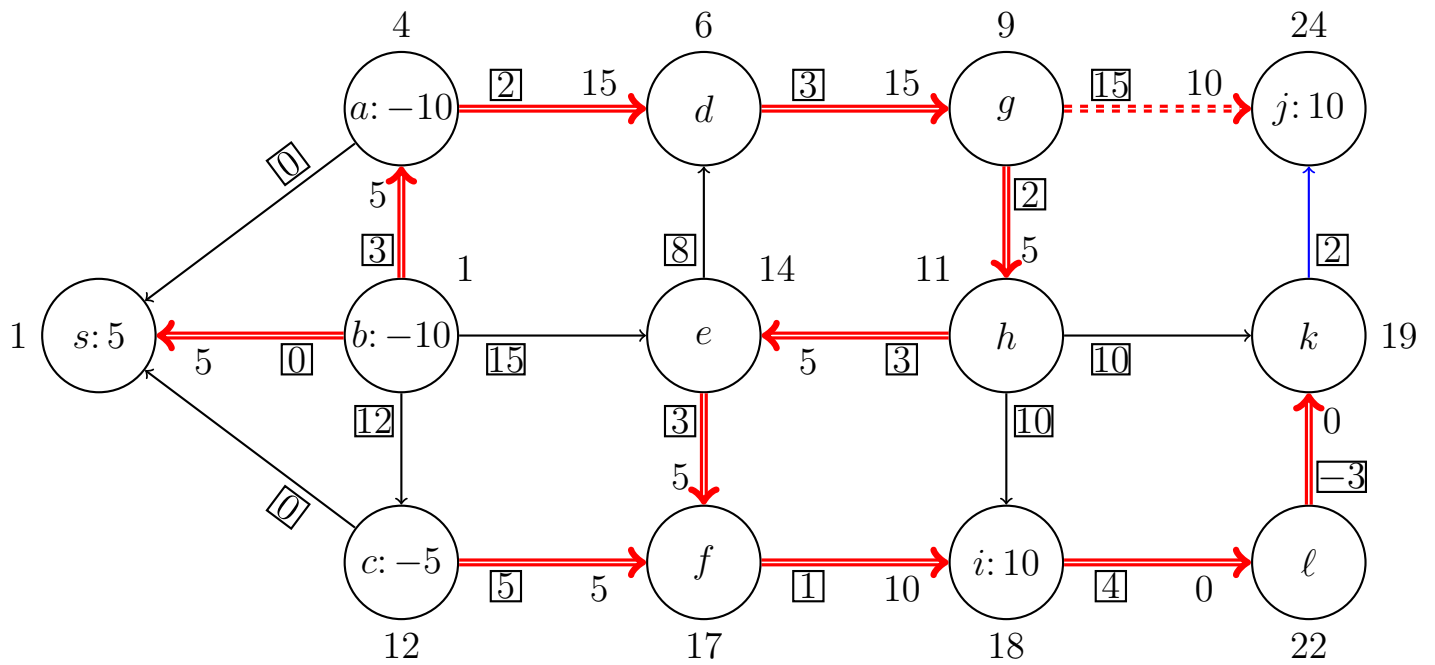 4 6 9 24
2 15 3 15 15 10
a: −10 d g j: 10
0 5 2
3 1 8 14 11 5 2
1 s: 5 b: −10 e h k 19
5 0 15 5 3 10
12 3 10 0
0 5 −3
c: −5 f i: 10 ℓ
5 5 1 10 4 0
12 17 18 22